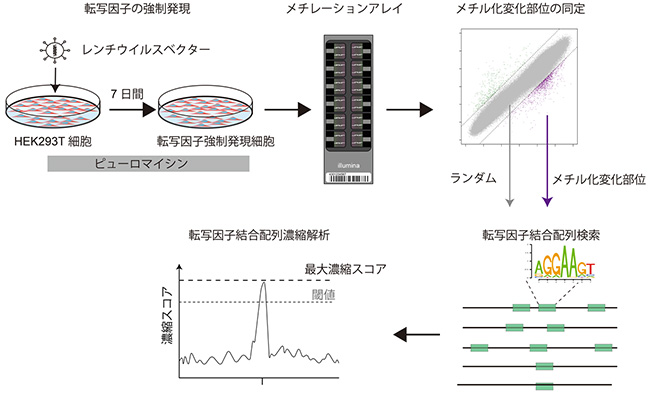 転写因子の強制発現
レンチウイルスベクター
7日間
HEK293T 細胞
転写因子強制発現細胞
ピューロマイシン
メチレーションアレイ
illumina
メチル化変化部位の同定
ランダム
メチル化変化部位
転写因子結合配列検索
AGGAAGT
転写因子結合配列濃縮解析
最大濃縮スコア
閾値
濃縮スコア